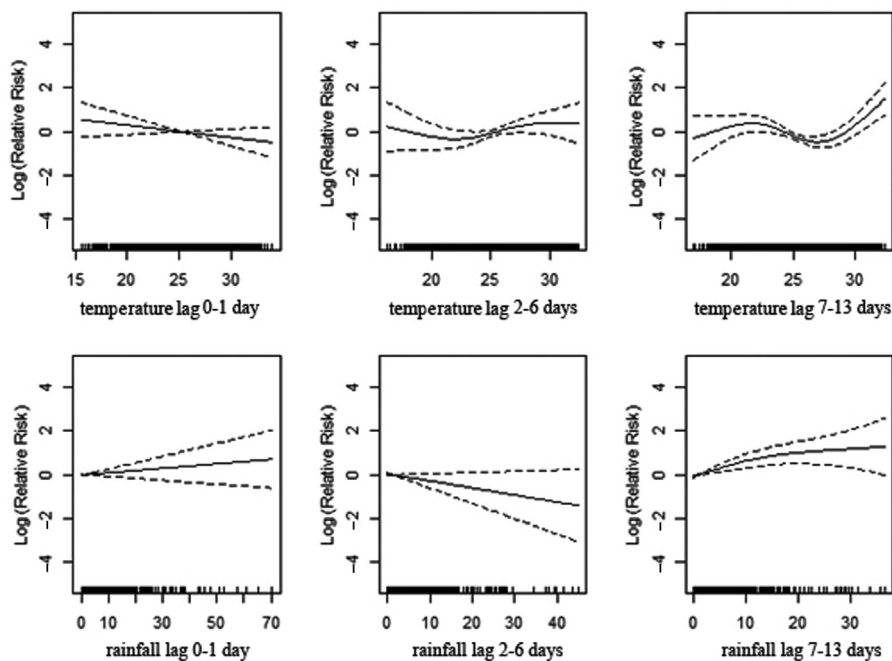 Log (Relative Risk)
4
2
0
−2
−4
15 20 25 30
temperature lag 0-1 day
Log (Relative Risk)
4
2
0
−2
−4
20 25 30
temperature lag 2-6 days
Log (Relative Risk)
4
2
0
−2
−4
20 25 30
temperature lag 7-13 days
Log (Relative Risk)
4
2
0
−2
−4
0 10 20 30 40 50 60 70
rainfall lag 0-1 day
Log (Relative Risk)
4
2
0
−2
−4
0 10 20 30 40
rainfall lag 2-6 days
Log (Relative Risk)
4
2
0
−2
−4
0 10 20 30
rainfall lag 7-13 days